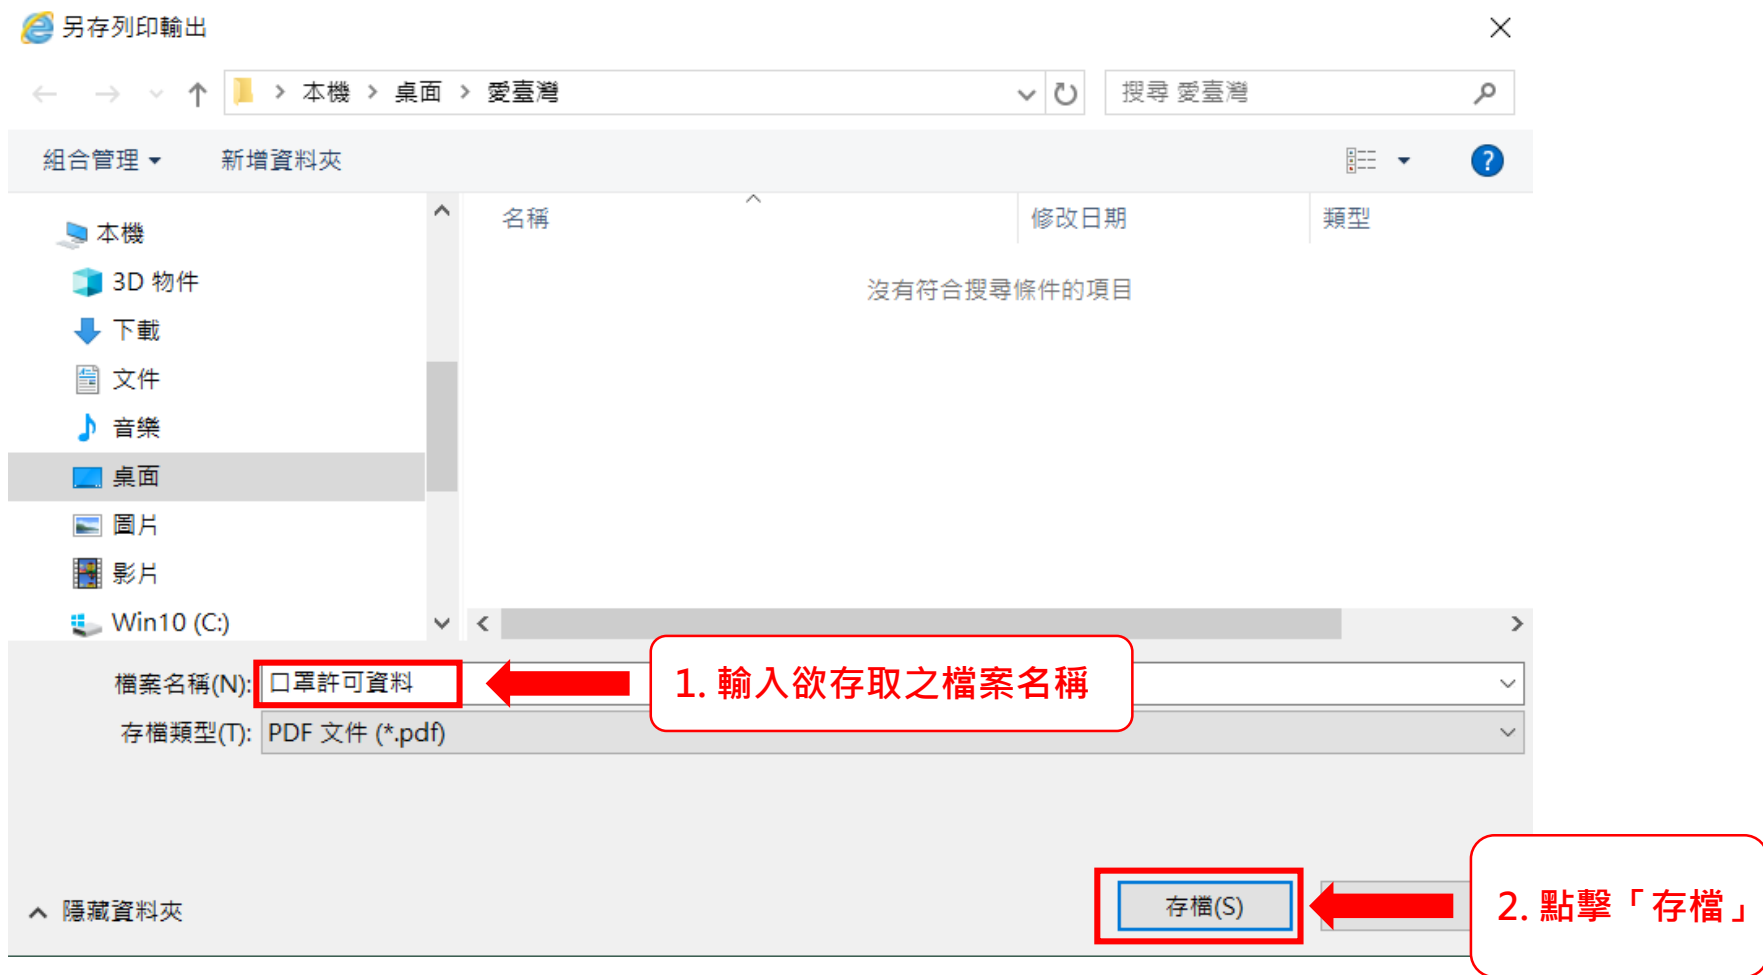 另存列印輸出
本機 > 桌面 > 愛臺灣
搜尋 愛臺灣
組合管理
新增資料夾
名稱
修改日期
類型
沒有符合搜尋條件的項目
本機
3D 物件
下載
文件
音樂
桌面
圖片
影片
Win10 (C:)
檔案名稱(N): 口罩許可資料
1. 輸入欲存取之檔案名稱
存檔類型(T): PDF 文件 (*.pdf)
隱藏資料夾
存檔(S)
2. 點擊「存檔」